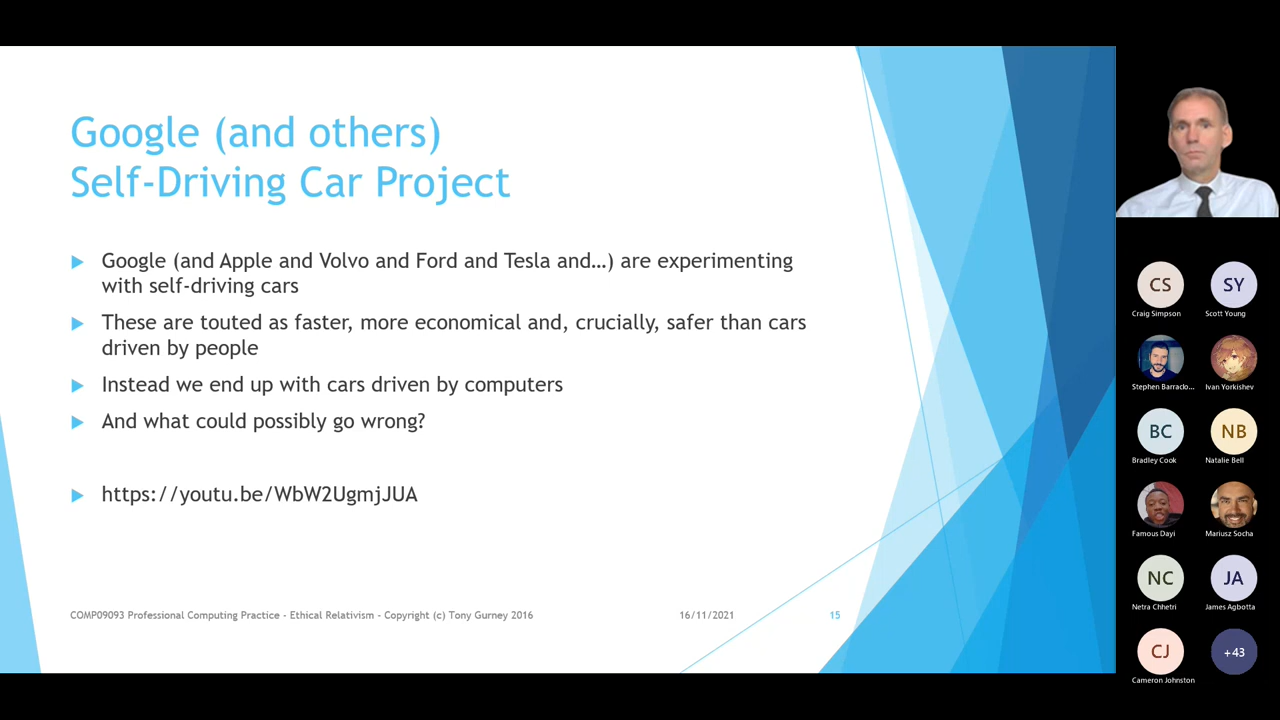 Google (and others)
Self-Driving Car Project
Google (and Apple and Volvo and Ford and Tesla and…) are experimenting
with self-driving cars
These are touted as faster, more economical and, crucially, safer than cars
driven by people
Instead we end up with cars driven by computers
And what could possibly go wrong?
https://youtu.be/WbW2UgmjJUA
COMP09093 Professional Computing Practice - Ethical Relativism - Copyright (c) Tony Gurney 2016
16/11/2021
15
CS
SY
Craig Simpson
Scott Young
Stephen Barraclo...
Ivan Yorkishev
BC
NB
Bradley Cook
Natalie Bell
Famous Dayi
Mariusz Socha
NC
JA
Netra Chhetri
James Agbotta
CJ
+43
Cameron Johnston